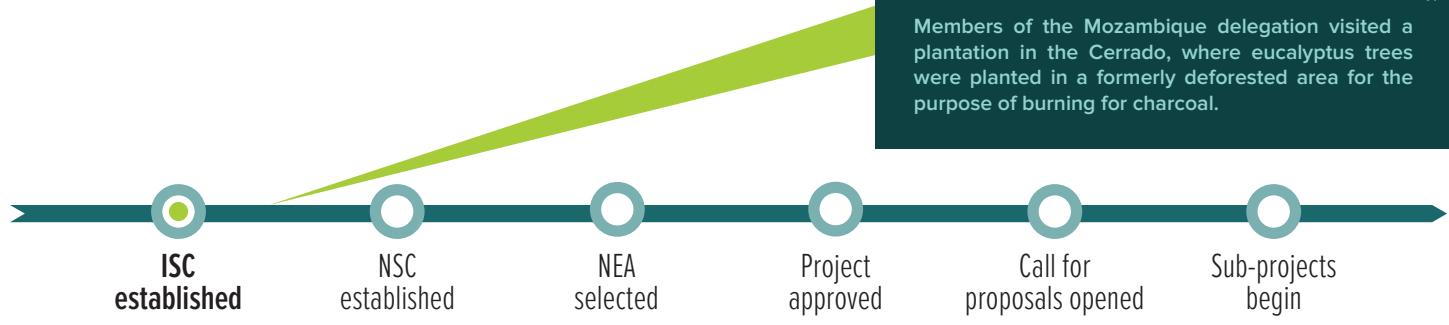 Members of the Mozambique delegation visited a
plantation in the Cerrado, where eucalyptus trees
were planted in a formerly deforested area for the
purpose of burning for charcoal.
ISC
established
NSC
established
NEA
selected
Project
approved
Call for
proposals opened
Sub-projects
begin